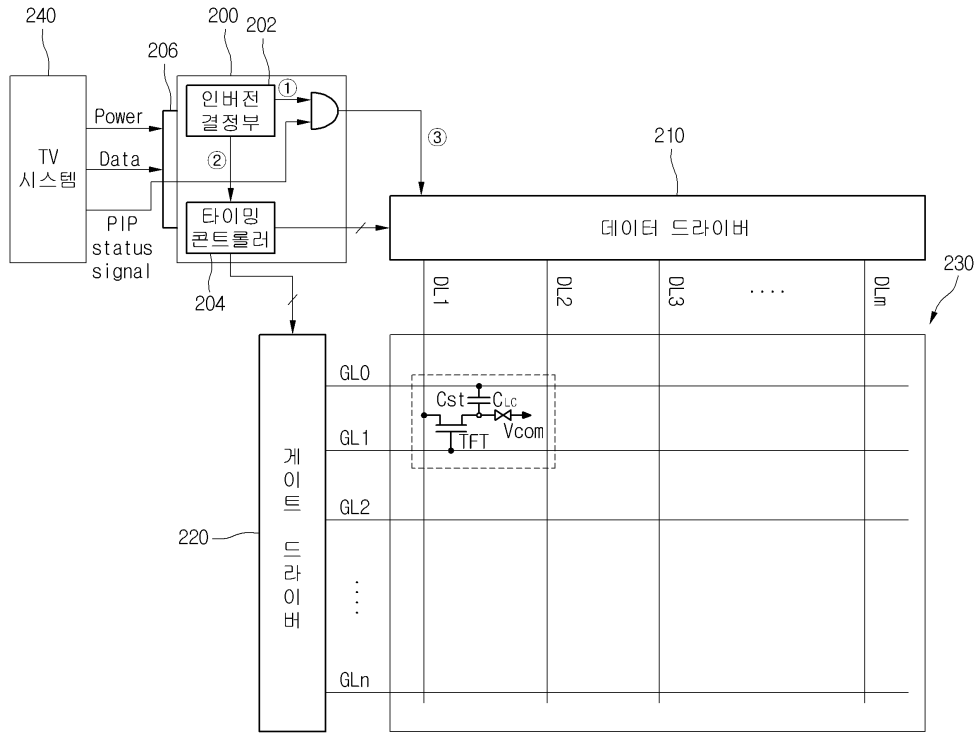 240
200
202
206
인버전
결정부
①
Power
②
③
TV
시스템
Data
210
타이밍
콘트롤러
데이터 드라이버
PIP
status
signal
204
230
DL1
DL2
DL3
....
DLm
GL0
Cst
CLC
Vcom
TFT
GL1
게이트 드라이버
GL2
220
....
GLn